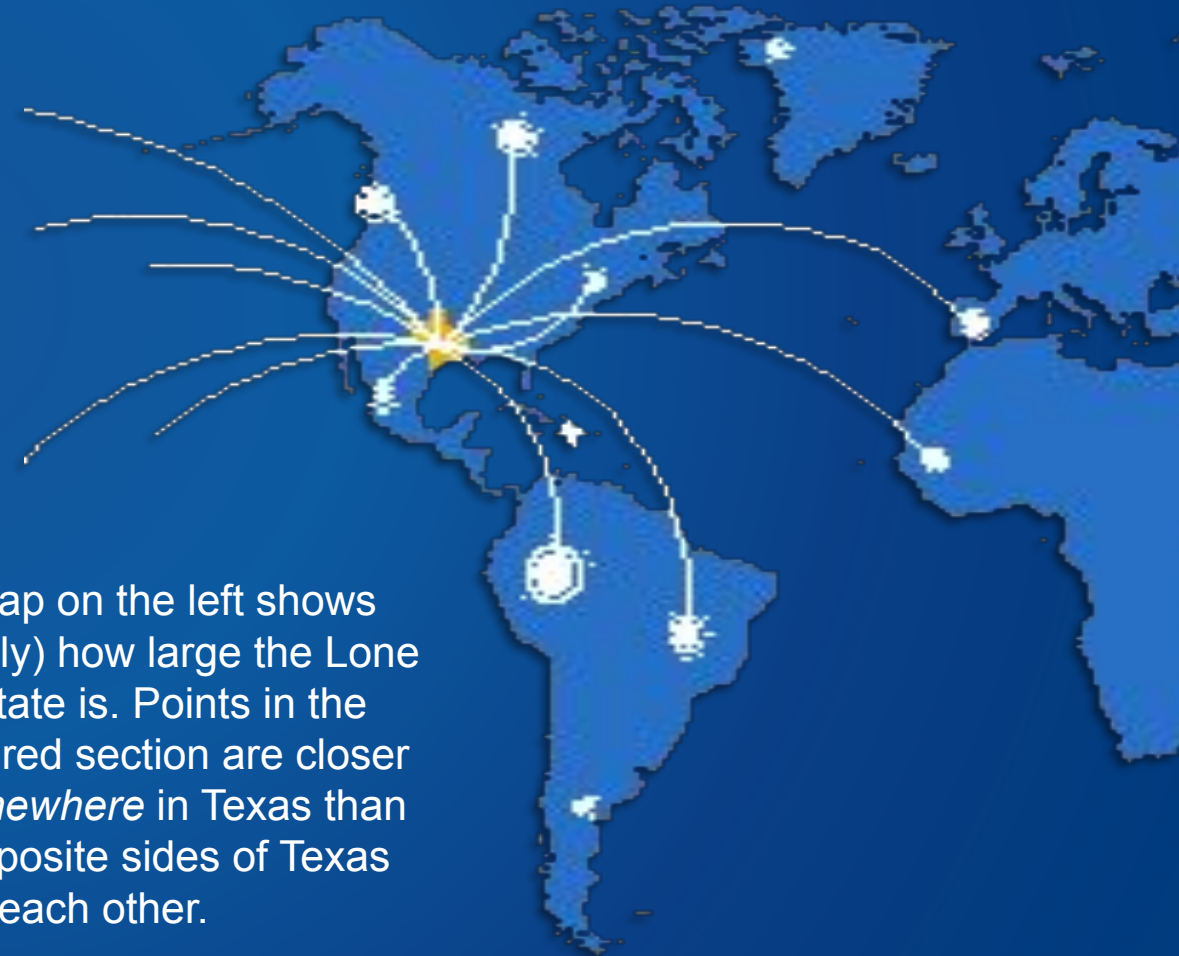 ap on the left shows
ly) how large the Lone
tate is. Points in the
red section are closer
newhere in Texas than
posite sides of Texas
each other.